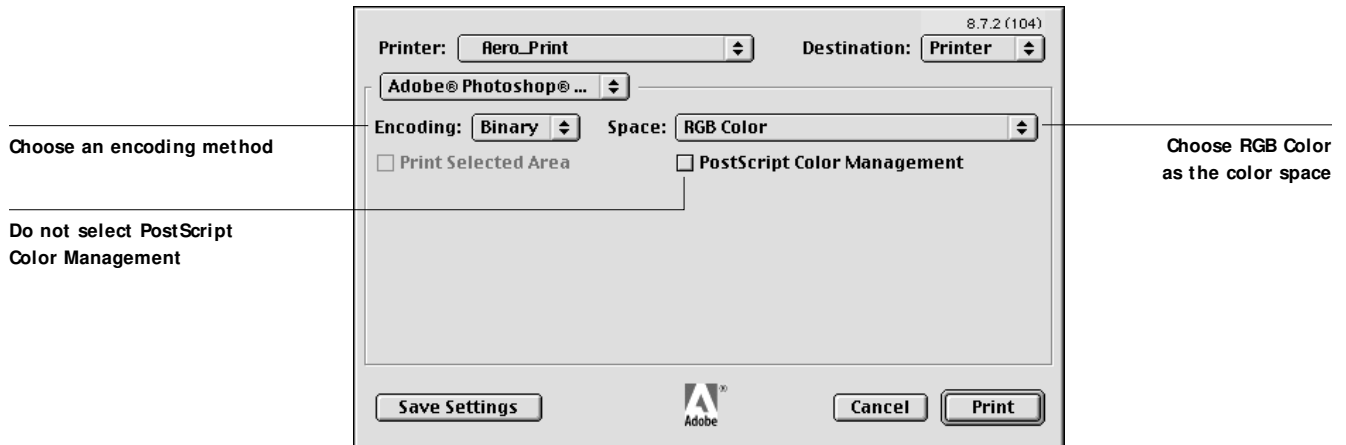 8.7.2 (104)
Printer: Aero_Print Destination: Printer
Adobe® Photoshop® ...
Encoding: Binary Space: RGB Color
Print Selected Area PostScript Color Management
Choose an encoding method
Choose RGB Color
as the color space
Do not select PostScript
Color Management
Save Settings Adobe ® Cancel Print